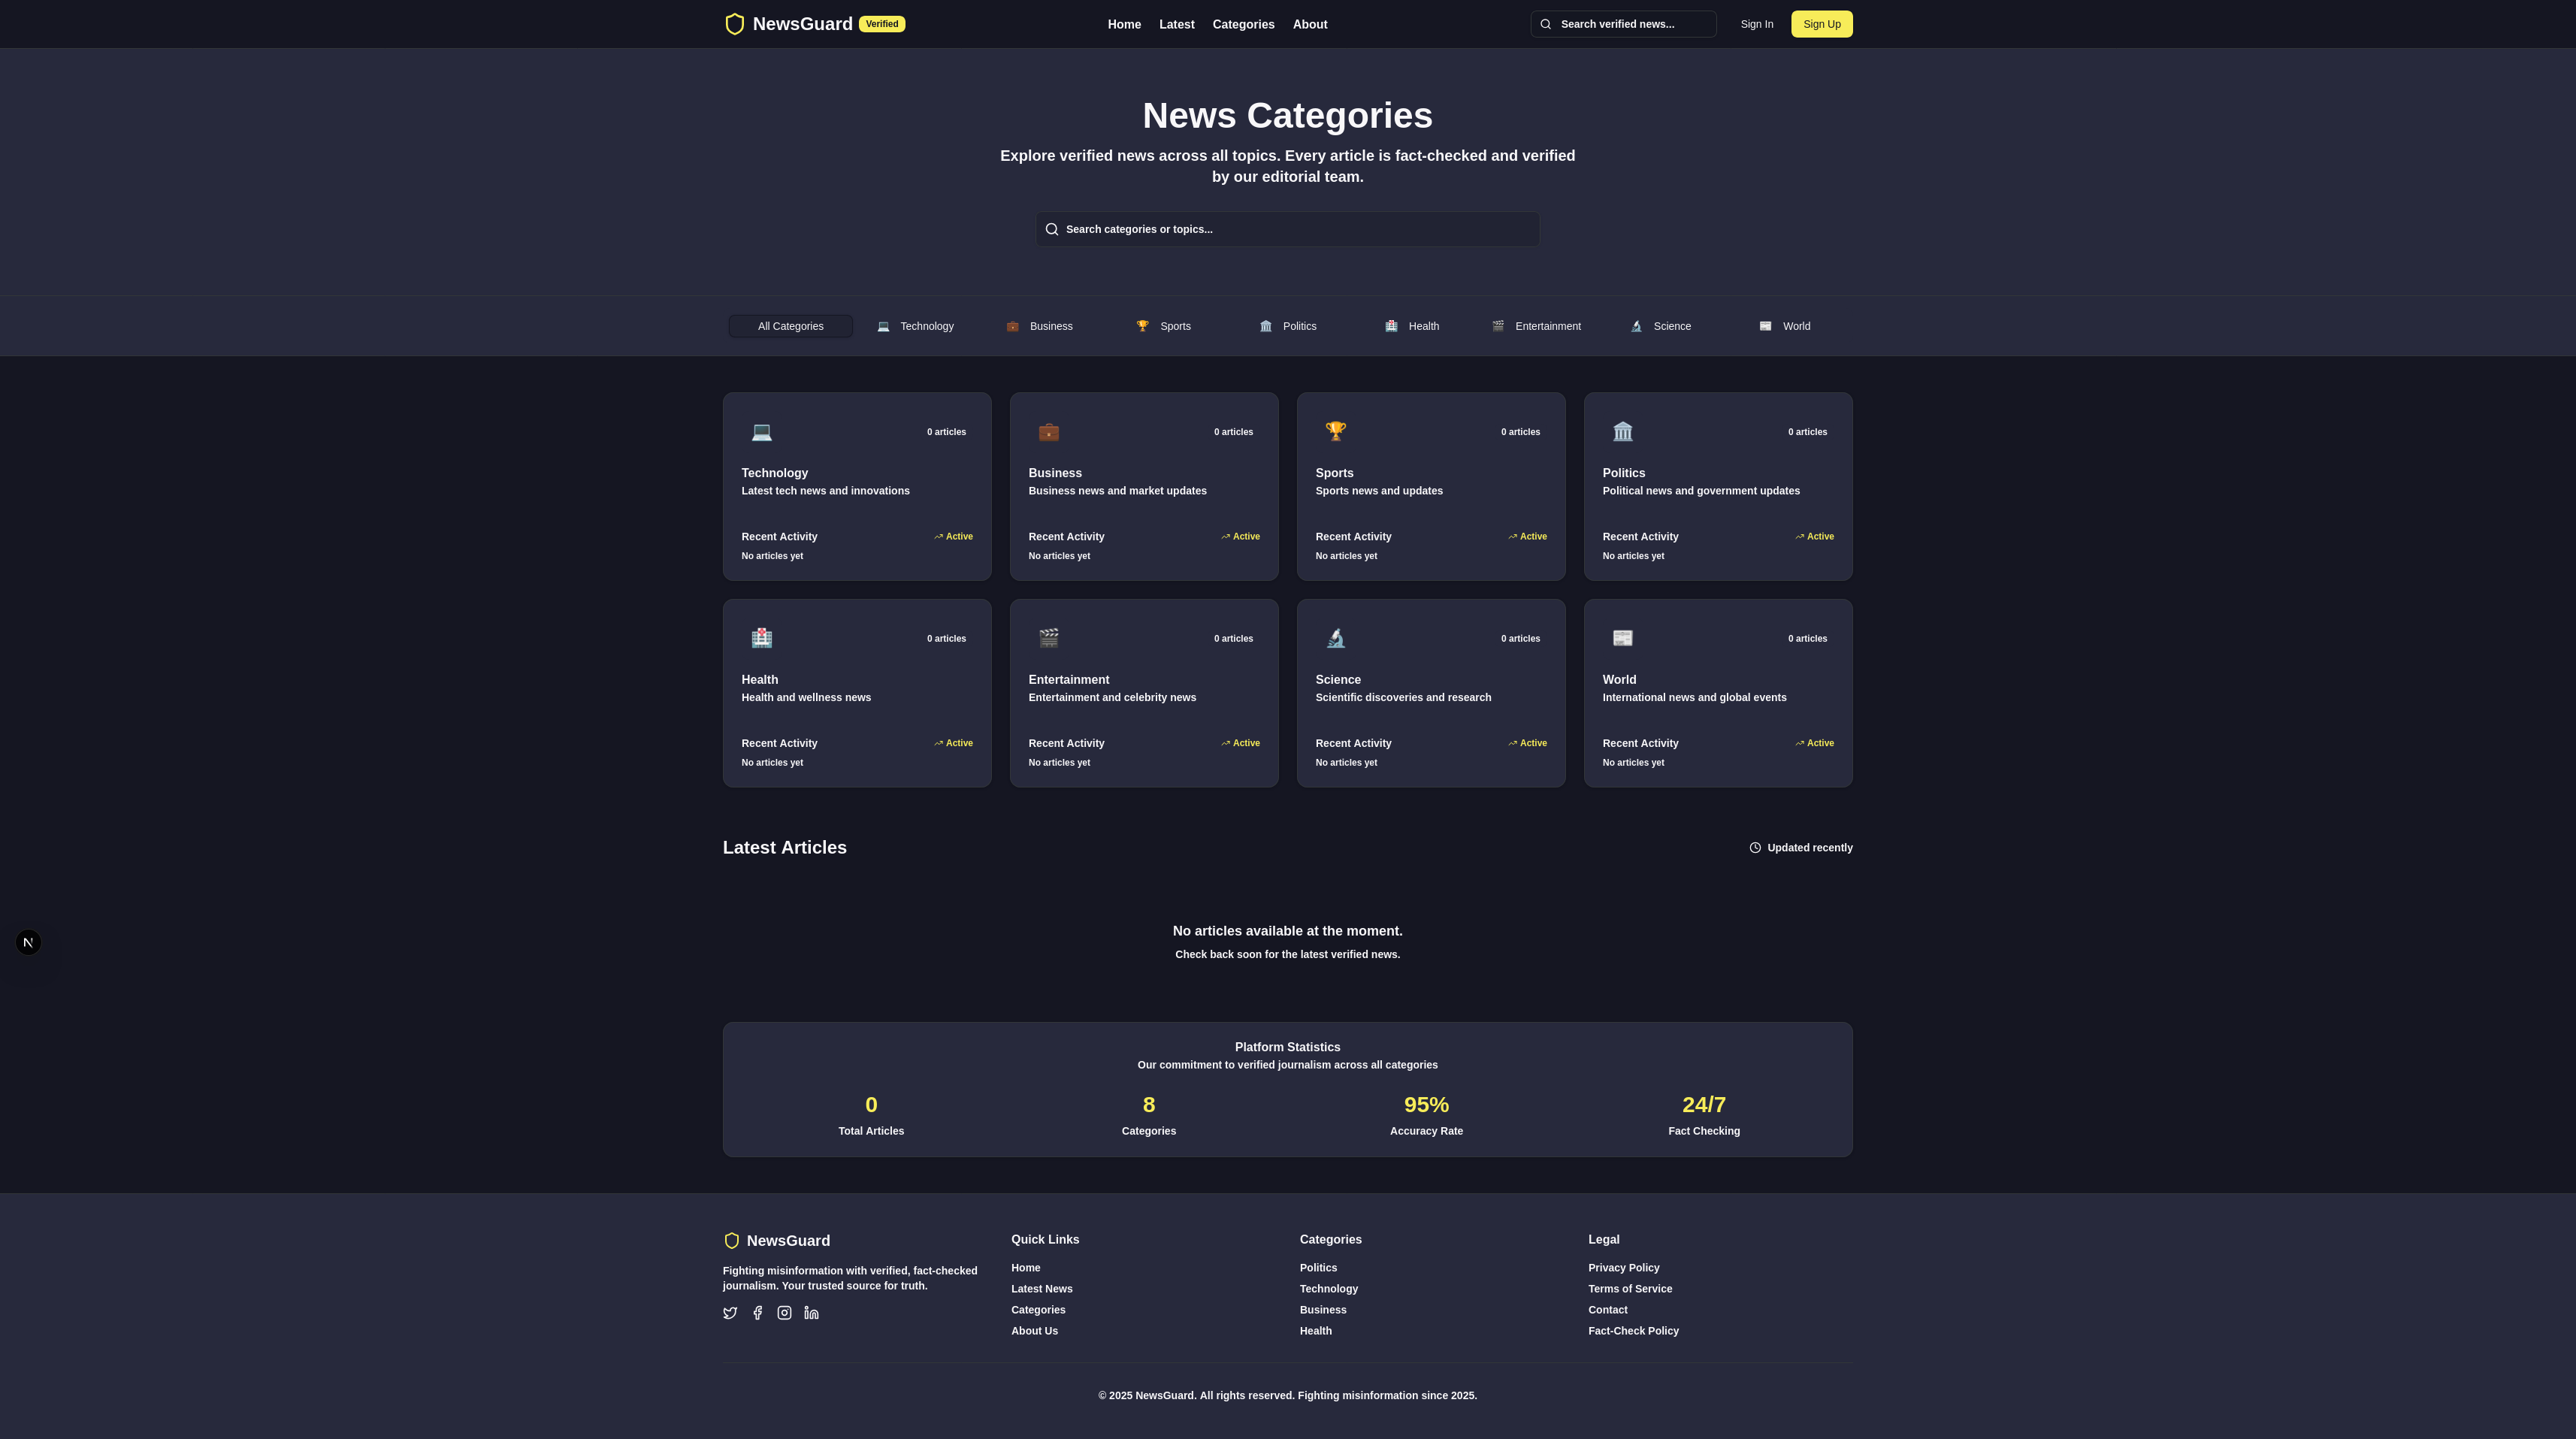 NewsGuard Verified
Home Latest Categories About
Search verified news...
Sign In
Sign Up
News Categories
Explore verified news across all topics. Every article is fact-checked and verified
by our editorial team.
Search categories or topics...
All Categories Technology Business Sports Politics Health Entertainment Science World
0 articles
Technology
Latest tech news and innovations
Recent Activity Active
No articles yet
0 articles
Business
Business news and market updates
Recent Activity Active
No articles yet
0 articles
Sports
Sports news and updates
Recent Activity Active
No articles yet
0 articles
Politics
Political news and government updates
Recent Activity Active
No articles yet
0 articles
Health
Health and wellness news
Recent Activity Active
No articles yet
0 articles
Entertainment
Entertainment and celebrity news
Recent Activity Active
No articles yet
0 articles
Science
Scientific discoveries and research
Recent Activity Active
No articles yet
0 articles
World
International news and global events
Recent Activity Active
No articles yet
Latest Articles
Updated recently
No articles available at the moment.
Check back soon for the latest verified news.
N
Platform Statistics
Our commitment to verified journalism across all categories
0
Total Articles
8
Categories
95%
Accuracy Rate
24/7
Fact Checking
NewsGuard
Fighting misinformation with verified, fact-checked
journalism. Your trusted source for truth.
Quick Links
Home
Latest News
Categories
About Us
Categories
Politics
Technology
Business
Health
Legal
Privacy Policy
Terms of Service
Contact
Fact-Check Policy
© 2025 NewsGuard. All rights reserved. Fighting misinformation since 2025.